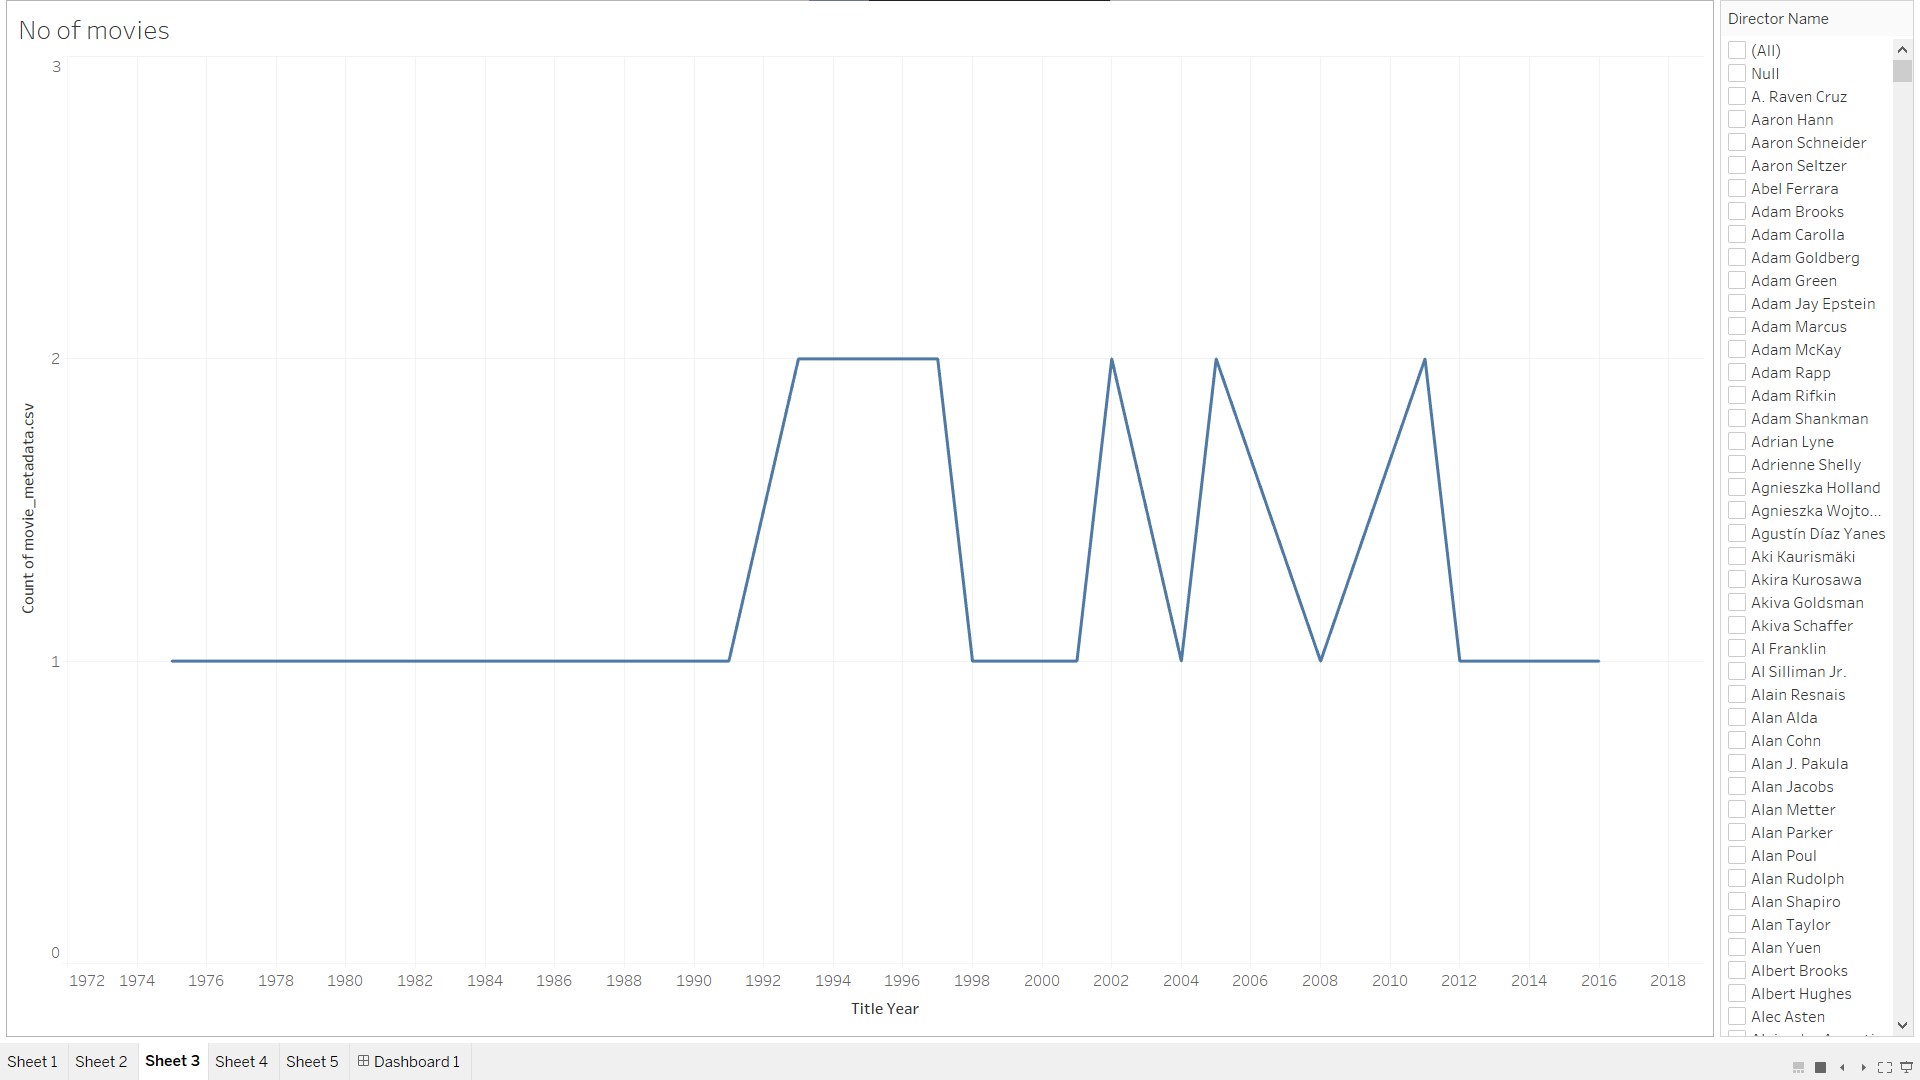 No of movies
3
2
1
0
Count of movie_metadata.csv
1972 1974 1976 1978 1980 1982 1984 1986 1988 1990 1992 1994 1996 1998 2000 2002 2004 2006 2008 2010 2012 2014 2016 2018
Title Year
Director Name
(All)
Null
A. Raven Cruz
Aaron Hann
Aaron Schneider
Aaron Seltzer
Abel Ferrara
Adam Brooks
Adam Carolla
Adam Goldberg
Adam Green
Adam Jay Epstein
Adam Marcus
Adam McKay
Adam Rapp
Adam Rifkin
Adam Shankman
Adrian Lyne
Adrienne Shelly
Agnieszka Holland
Agnieszka Wojto...
Agustín Díaz Yanes
Aki Kaurismäki
Akira Kurosawa
Akiva Goldsman
Akiva Schaffer
Al Franklin
Al Silliman Jr.
Alain Resnais
Alan Alda
Alan Cohn
Alan J. Pakula
Alan Jacobs
Alan Metter
Alan Parker
Alan Poul
Alan Rudolph
Alan Shapiro
Alan Taylor
Alan Yuen
Albert Brooks
Albert Hughes
Alec Asten
Sheet 1 Sheet 2 Sheet 3 Sheet 4 Sheet 5 Dashboard 1